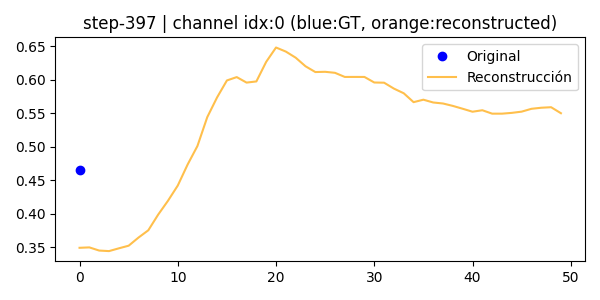 step-397 | channel idx:0 (blue:GT, orange:reconstructed)
Original
Reconstrucción
0.65
0.60
0.55
0.50
0.45
0.40
0.35
0 10 20 30 40 50